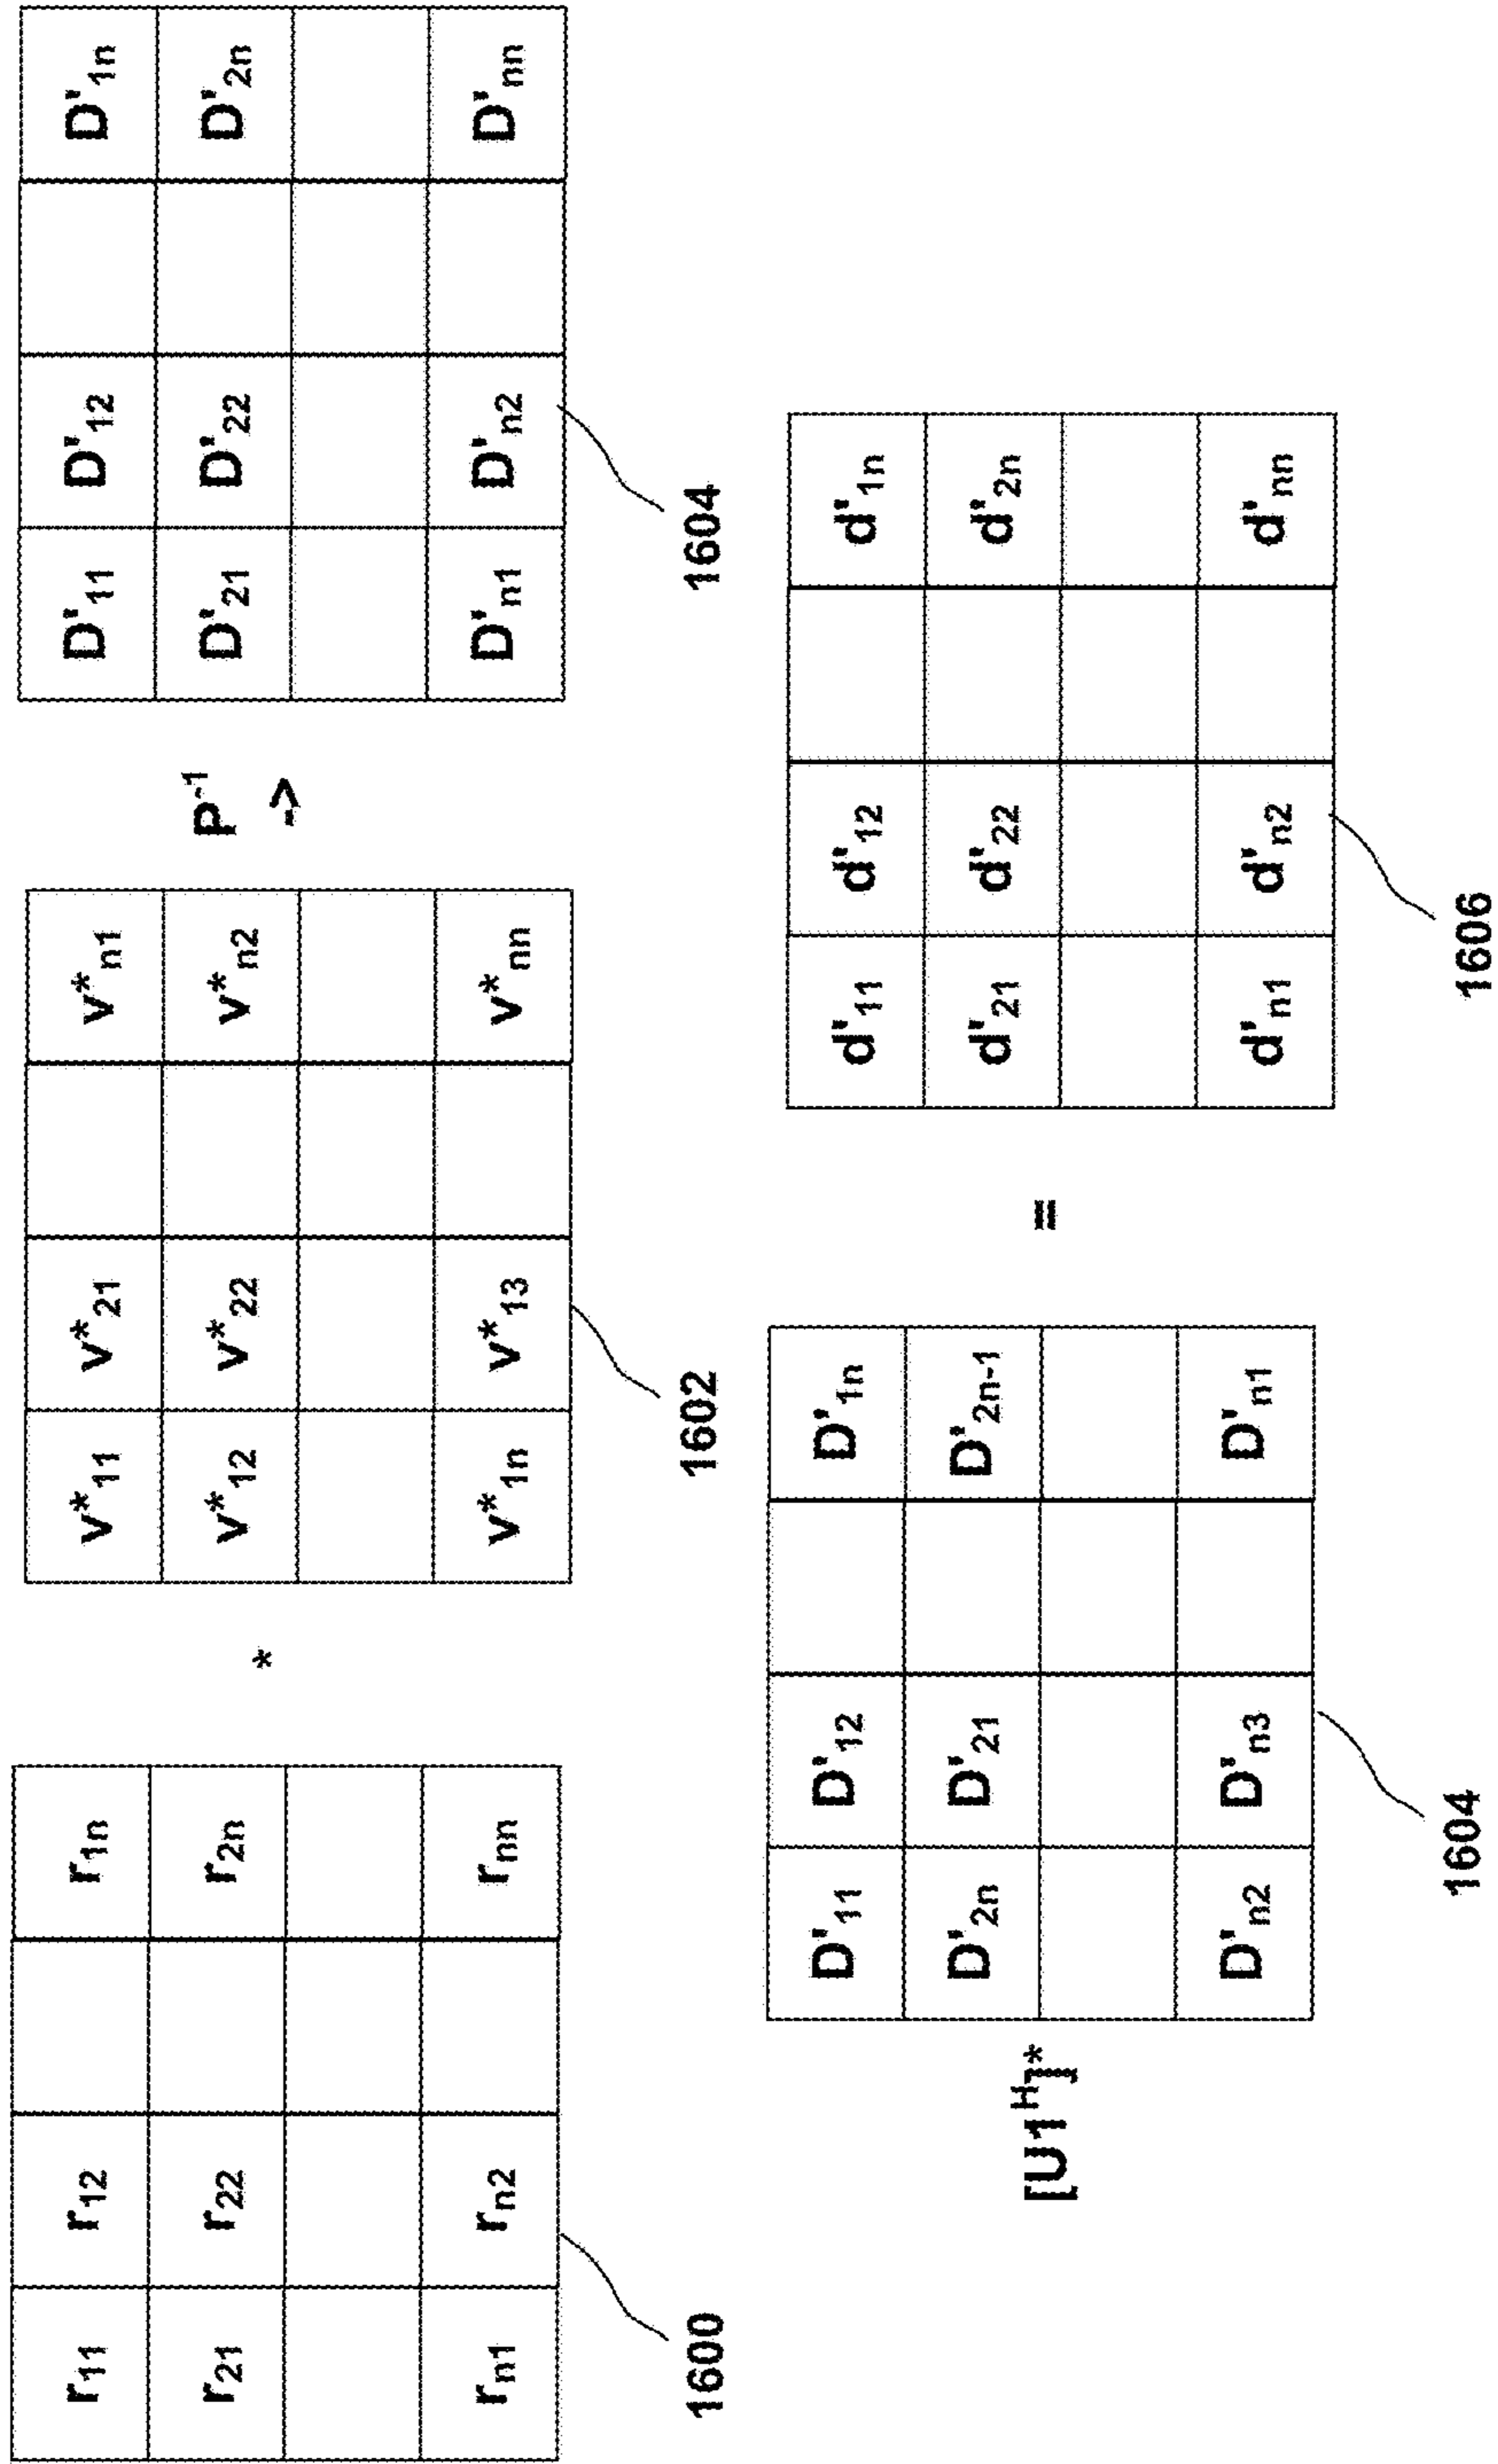 r11 r12 r1n
r21 r22 r2n
rn1 rn2 rnn
1600
*
v*11 v*21 v*n1
v*12 v*22 v*n2
v*1n v*13 v*nn
1602
P-1
->
D'11 D'12 D'1n
D'21 D'22 D'2n
D'n1 D'n2 D'nn
1604
[U1H]*
D'11 D'12 D'1n
D'2n D'21 D'2n-1
D'n2 D'n3 D'n1
1604
=
d'11 d'12 d'1n
d'21 d'22 d'2n
d'n1 d'n2 d'nn
1606